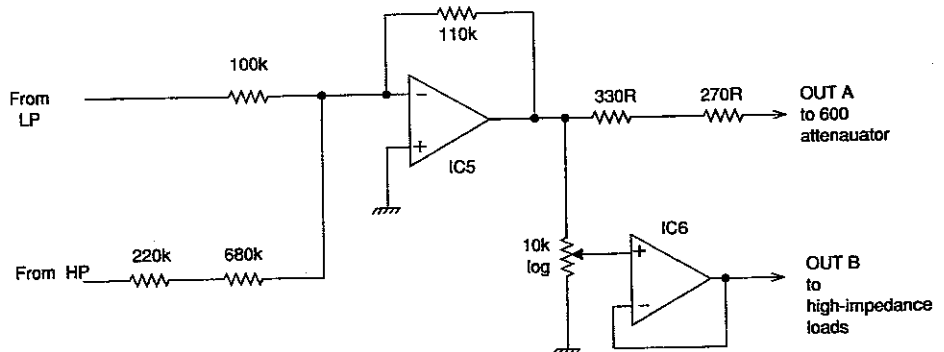 110k
100k
From
LP
330R
270R
OUT A
to 600
attenauator
IC5
220k
680k
From HP
10k
log
IC6
OUT B
to
high-impedance
loads